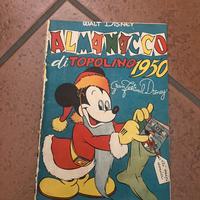 WALT DISNEY
ALMANACCO
di TOPOLINO 1950